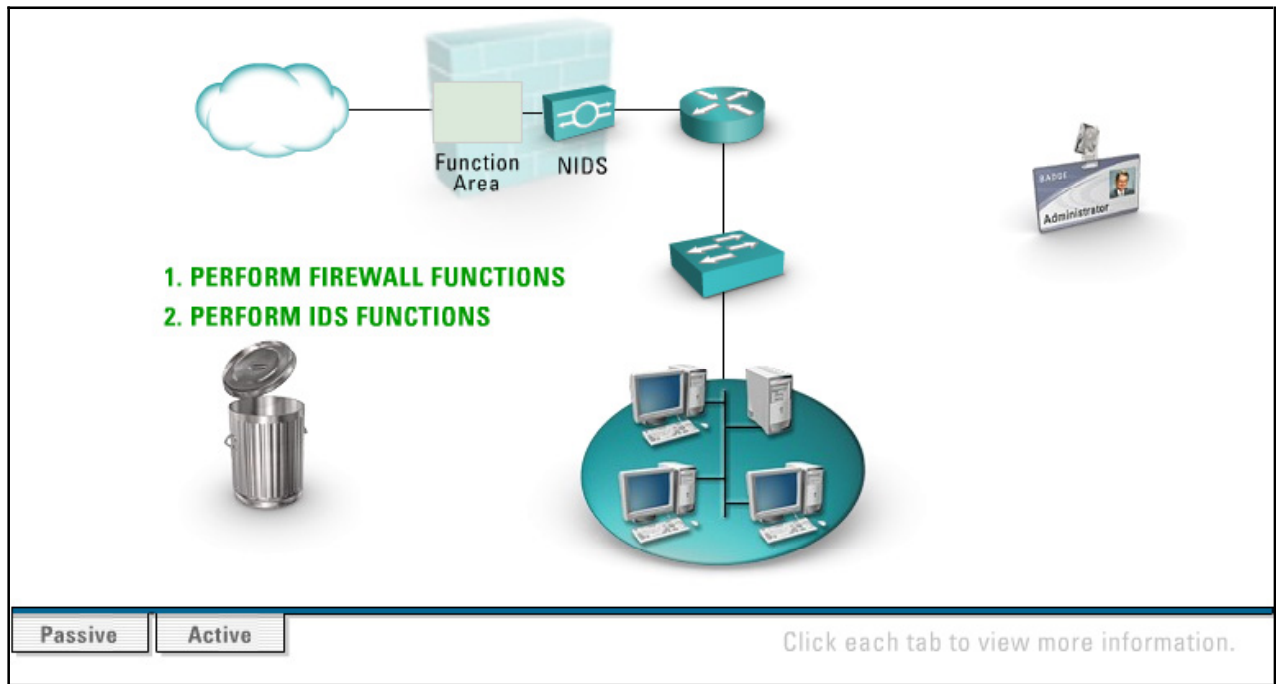 Function
Area
NIDS
BADGE
Administrator
1. PERFORM FIREWALL FUNCTIONS
2. PERFORM IDS FUNCTIONS
Passive
Active
Click each tab to view more information.